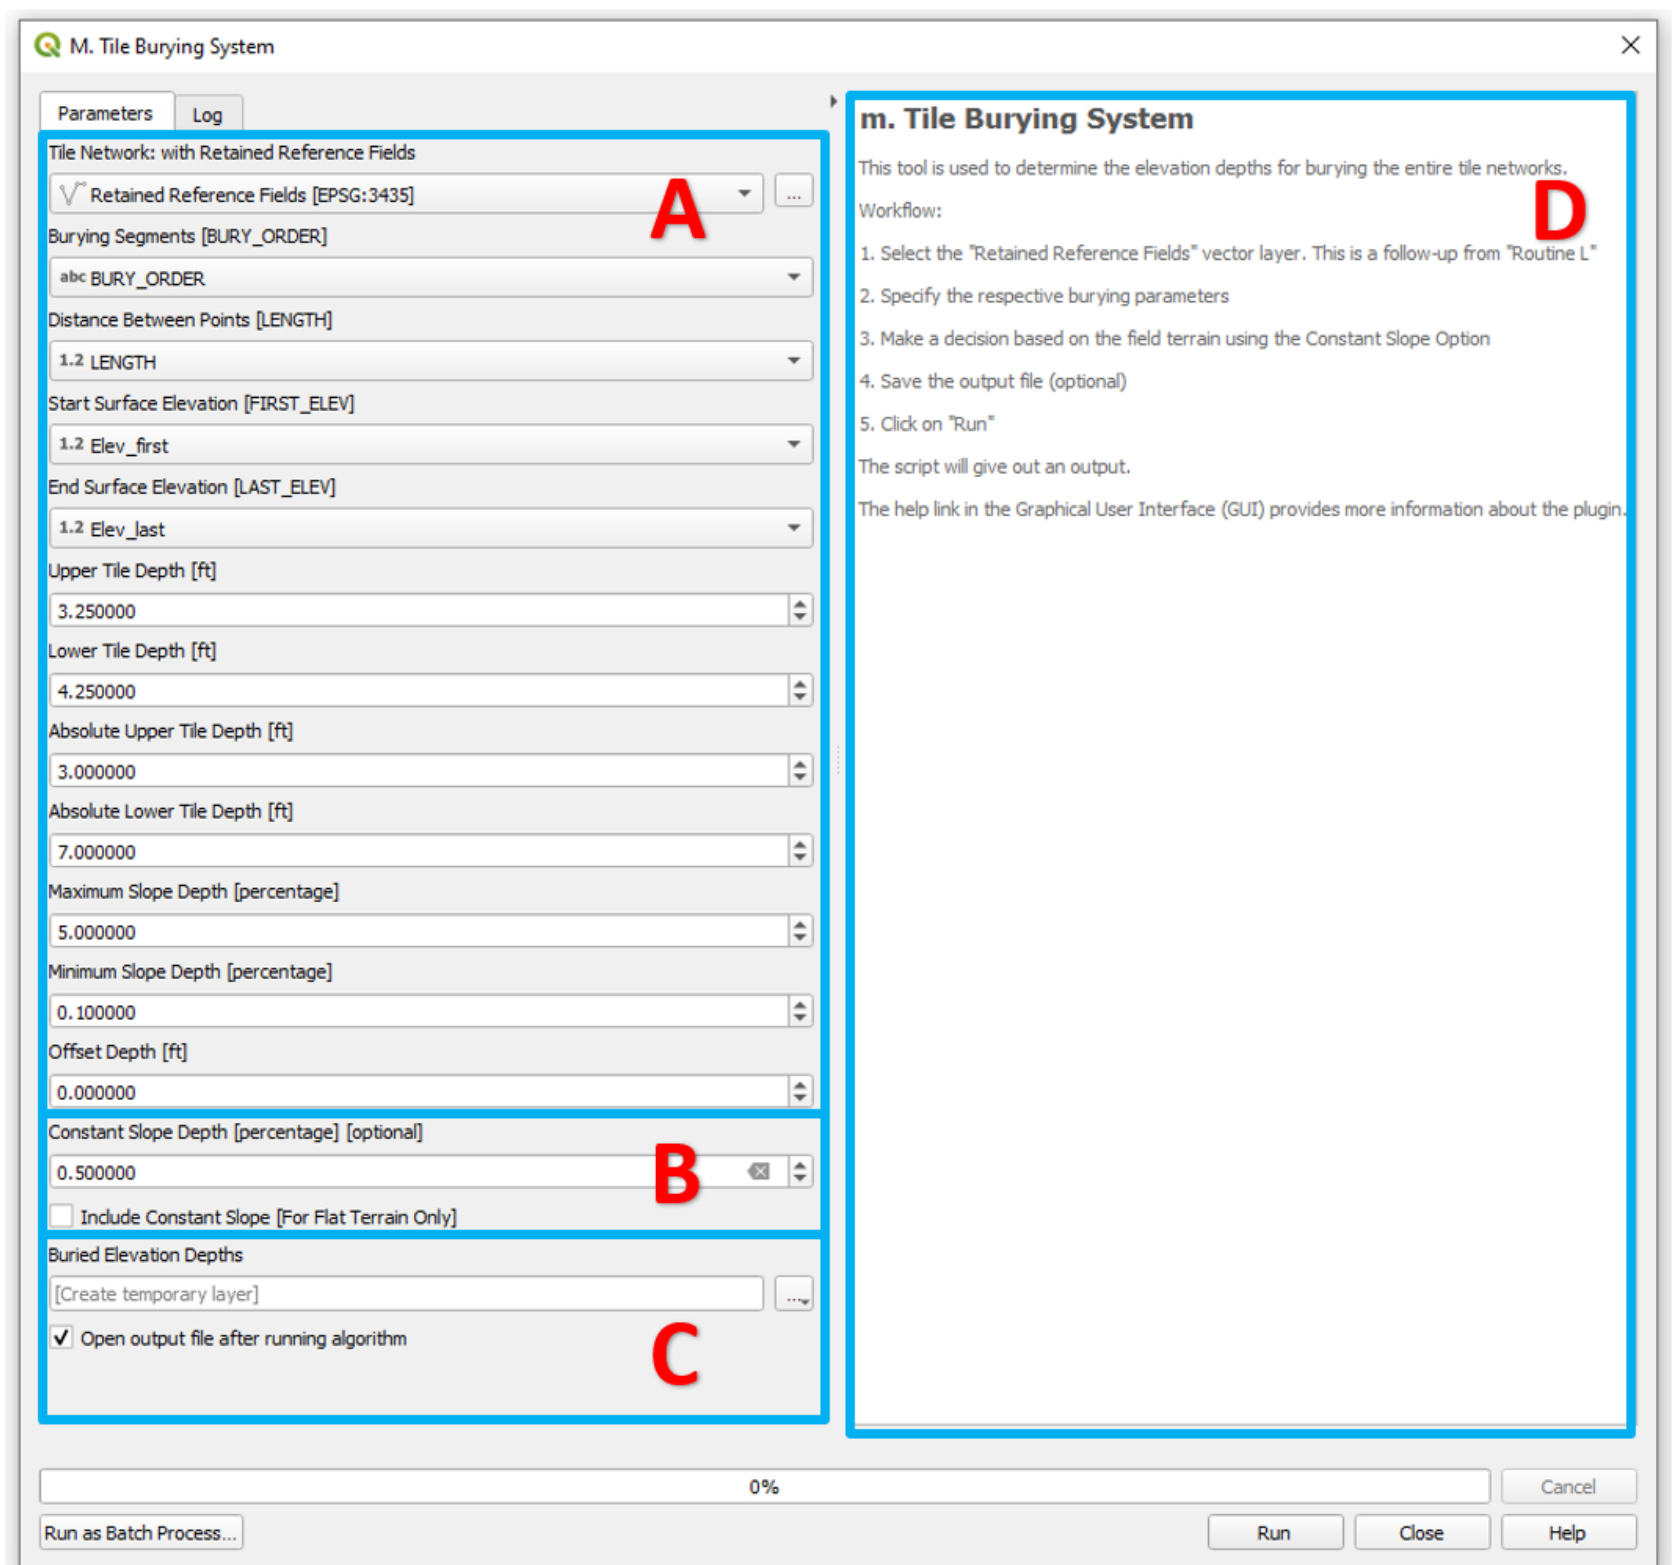 M. Tile Burying System
Parameters
Log
Tile Network: with Retained Reference Fields
Retained Reference Fields [EPSG:3435]
...
A
Burying Segments [BURY_ORDER]
abc BURY_ORDER
Distance Between Points [LENGTH]
1.2 LENGTH
Start Surface Elevation [FIRST_ELEV]
1.2 Elev_first
End Surface Elevation [LAST_ELEV]
1.2 Elev_last
Upper Tile Depth [ft]
3.250000
Lower Tile Depth [ft]
4.250000
Absolute Upper Tile Depth [ft]
3.000000
Absolute Lower Tile Depth [ft]
7.000000
Maximum Slope Depth [percentage]
5.000000
Minimum Slope Depth [percentage]
0.100000
Offset Depth [ft]
0.000000
Constant Slope Depth [percentage] [optional]
0.500000
B
Include Constant Slope [For Flat Terrain Only]
Buried Elevation Depths
[Create temporary layer]
...
Open output file after running algorithm
C
m. Tile Burying System
This tool is used to determine the elevation depths for burying the entire tile networks.
D
Workflow:
1. Select the "Retained Reference Fields" vector layer. This is a follow-up from "Routine L"
2. Specify the respective burying parameters
3. Make a decision based on the field terrain using the Constant Slope Option
4. Save the output file (optional)
5. Click on "Run"
The script will give out an output.
The help link in the Graphical User Interface (GUI) provides more information about the plugin.
0%
Cancel
Run as Batch Process...
Run
Close
Help